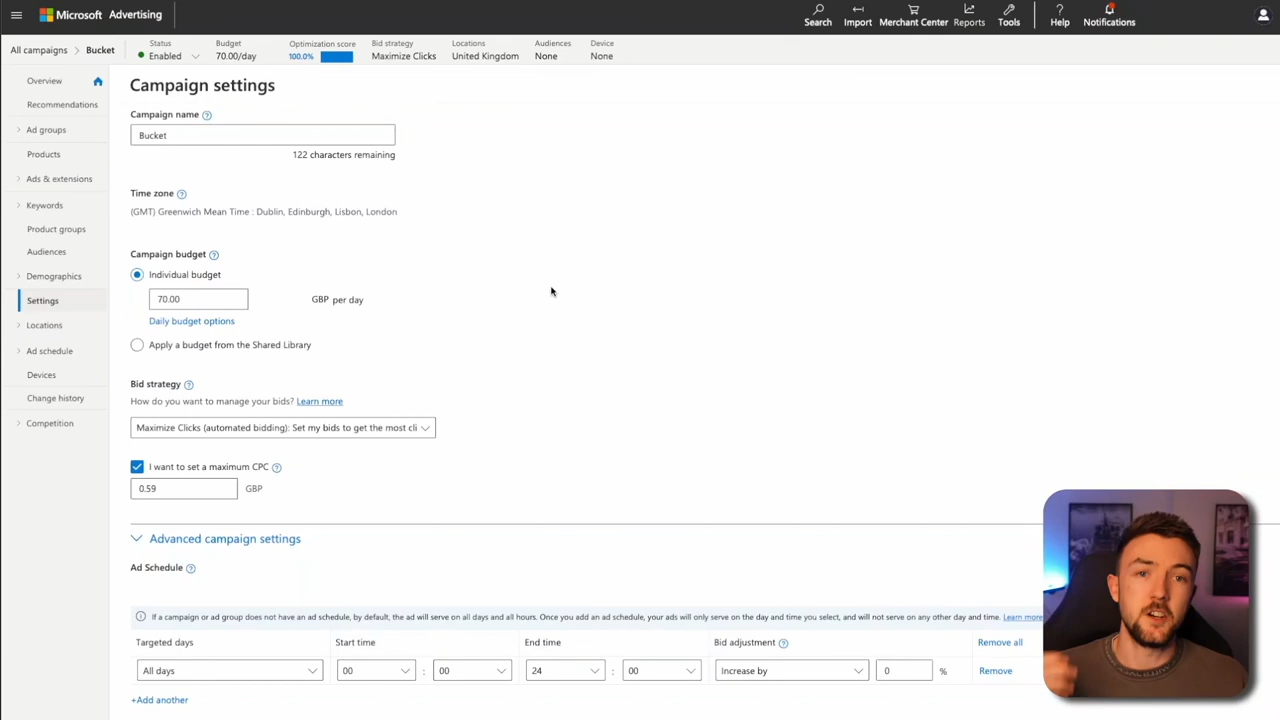 Microsoft Advertising
Search
Import
Merchant Center
Reports
Tools
Help
Notifications
All campaigns
Bucket
Status
Enabled
Budget
70.00/day
Optimization score
100.0%
Bid strategy
Maximize Clicks
Locations
United Kingdom
Audiences
None
Device
None
Overview
Recommendations
Ad groups
Products
Ads & extensions
Keywords
Product groups
Audiences
Demographics
Settings
Locations
Ad schedule
Devices
Change history
Competition
Campaign settings
Campaign name
Bucket
122 characters remaining
Time zone
(GMT) Greenwich Mean Time : Dublin, Edinburgh, Lisbon, London
Campaign budget
Individual budget
70.00 GBP per day
Daily budget options
Apply a budget from the Shared Library
Bid strategy
How do you want to manage your bids? Learn more
Maximize Clicks (automated bidding): Set my bids to get the most cli
I want to set a maximum CPC
0.59 GBP
Advanced campaign settings
Ad Schedule
If a campaign or ad group does not have an ad schedule, by default, the ad will serve on all days and all hours. Once you add an ad schedule, your ads will only serve on the day and time you select, and will not serve on any other day and time. Learn more
Targeted days Start time End time Bid adjustment Remove all
All days 00 : 00 24 : 00 Increase by 0 % Remove
+Add another